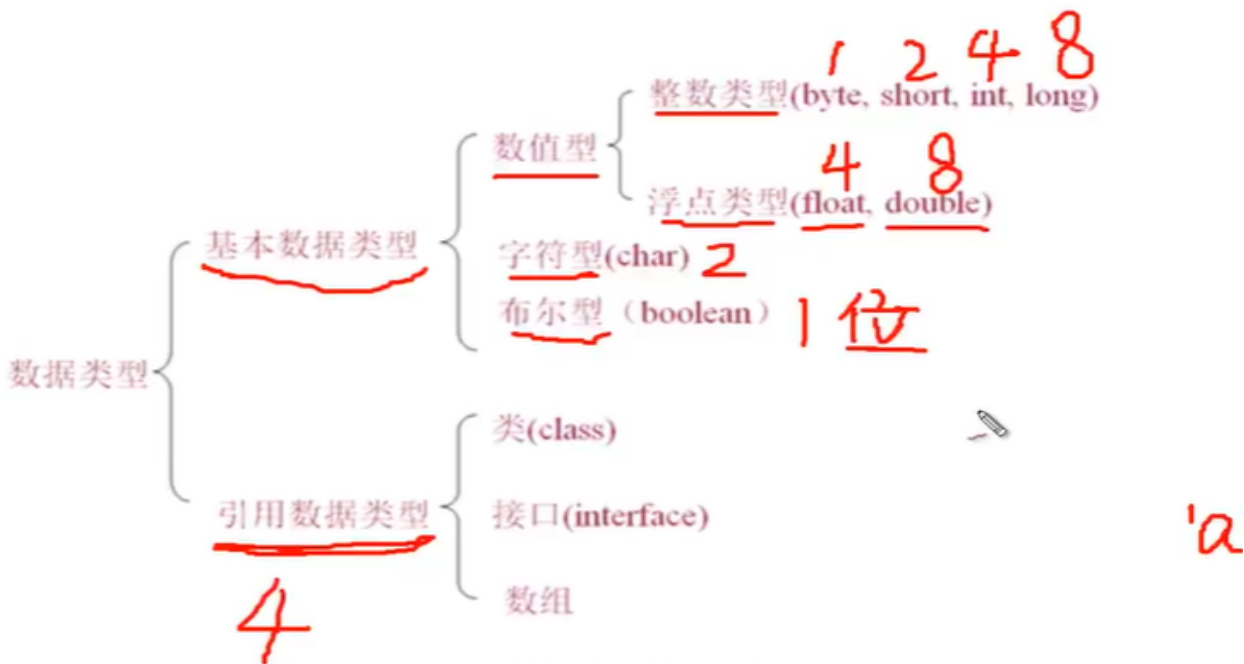 1 2 4 8
整数类型(byte, short, int, long)
数值型
4 8
浮点类型(float, double)
基本数据类型
字符型(char) 2
布尔型（boolean） 1位
数据类型
类(class)
引用数据类型
接口(interface)
'a
数组
4